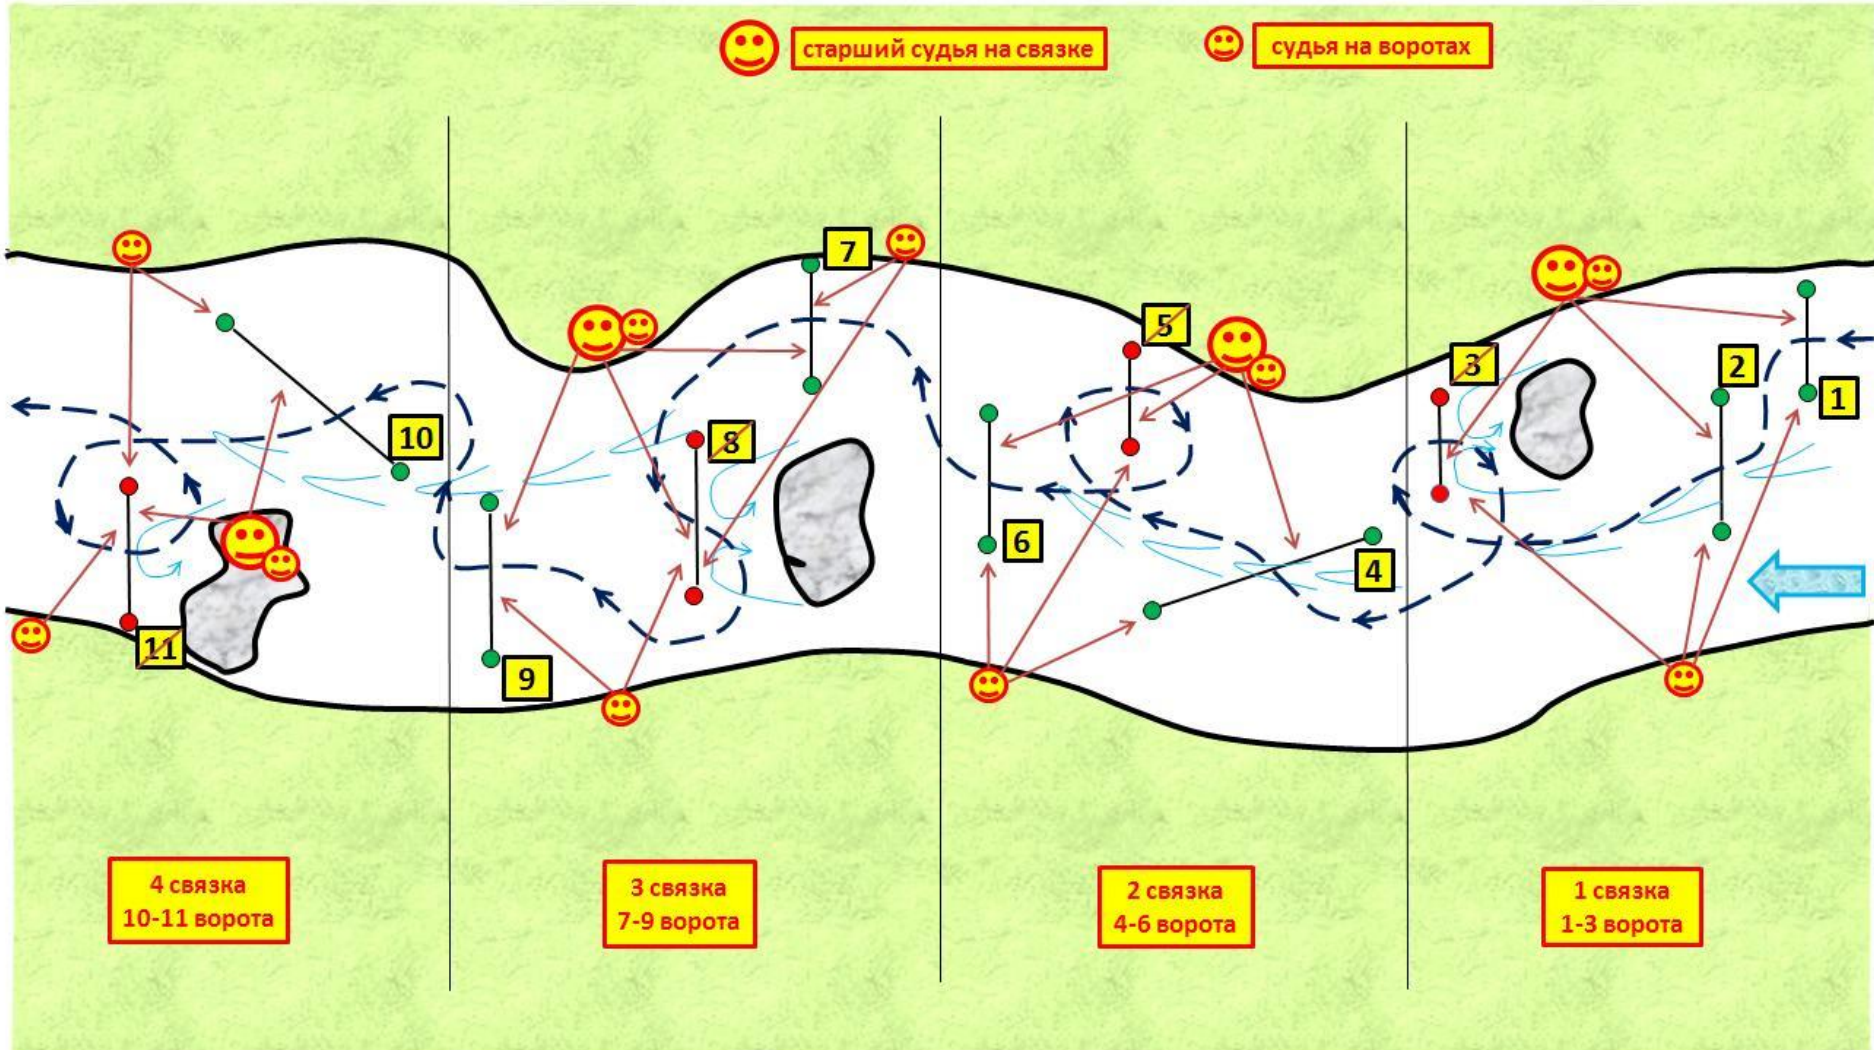 старший судья на связке
судья на воротах
7
5
3
2
1
8
10
6
4
11
9
4 связка
10-11 ворота
3 связка
7-9 ворота
2 связка
4-6 ворота
1 связка
1-3 ворота